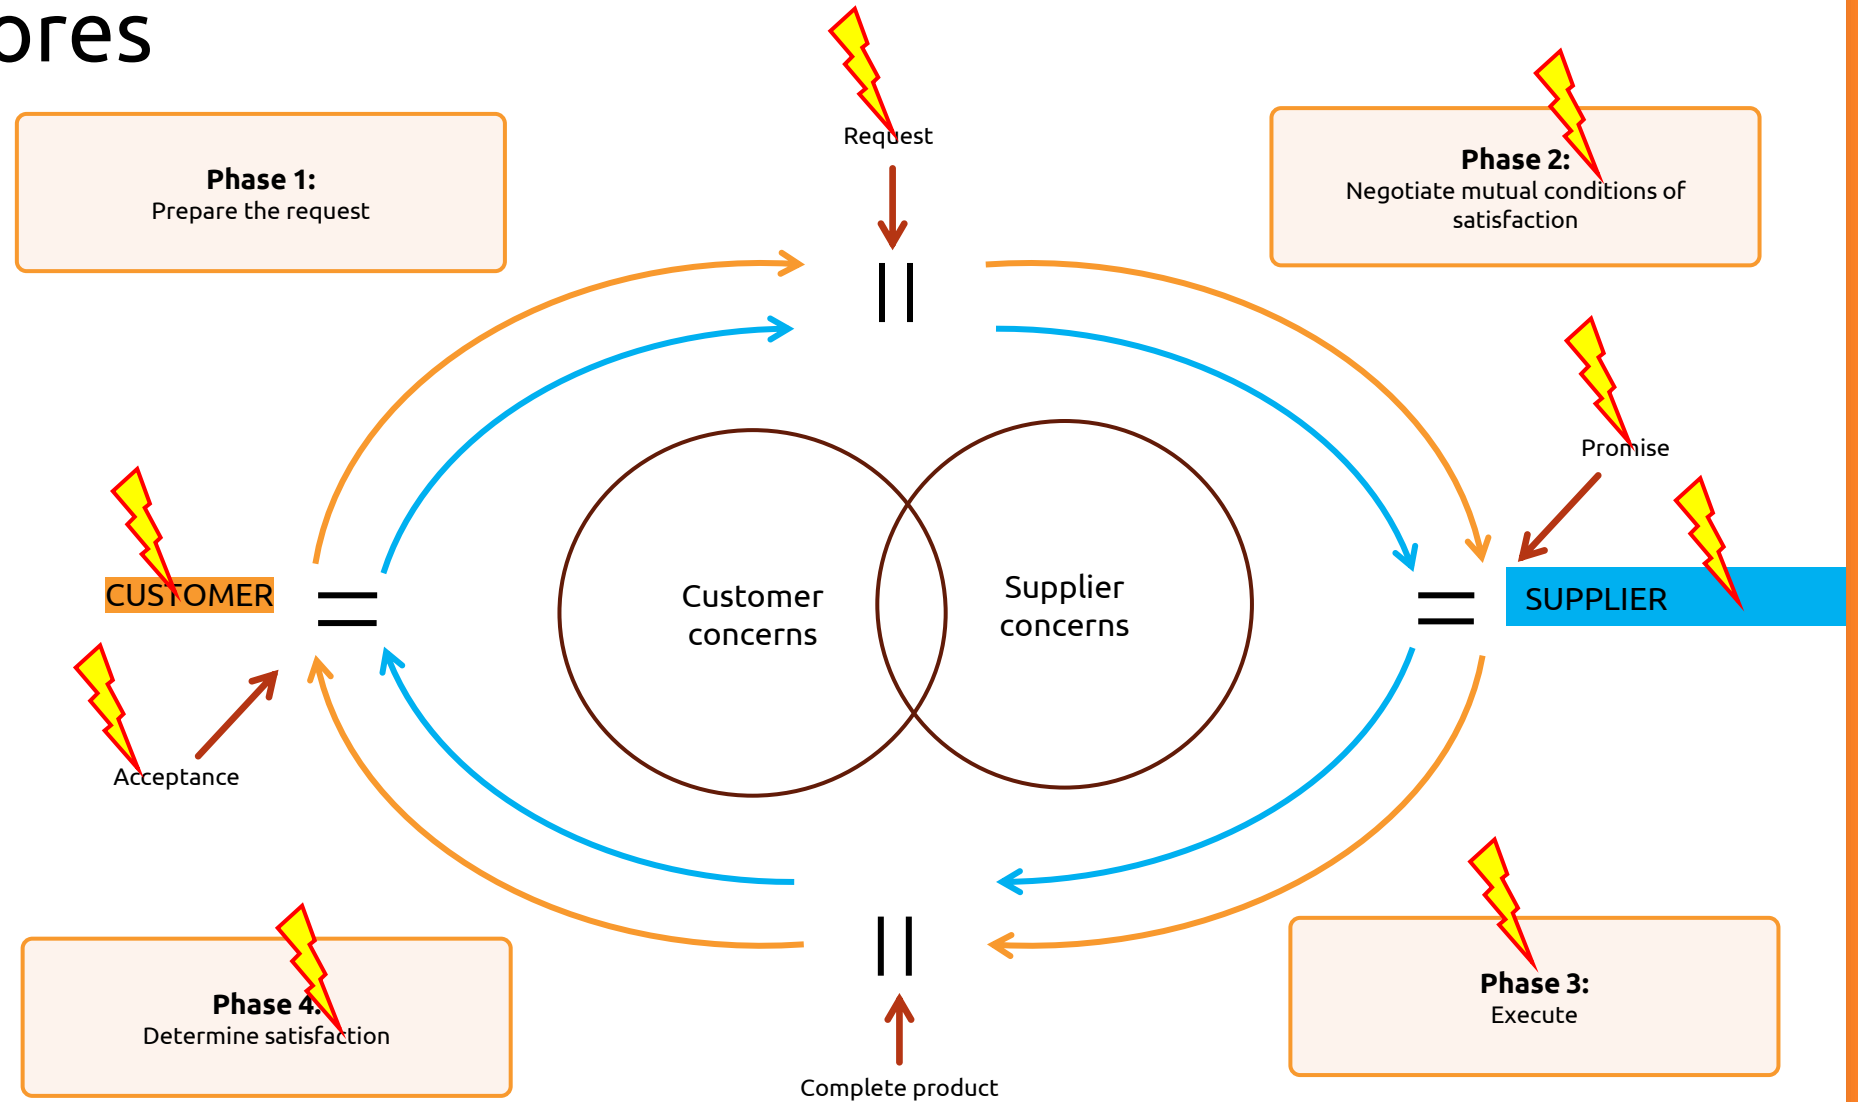 ores
Request
Phase 1:
Prepare the request
Phase 2:
Negotiate mutual conditions of
satisfaction
Promise
CUSTOMER
Customer
concerns
Supplier
concerns
SUPPLIER
Acceptance
Phase 4:
Determine satisfaction
Phase 3:
Execute
Complete product